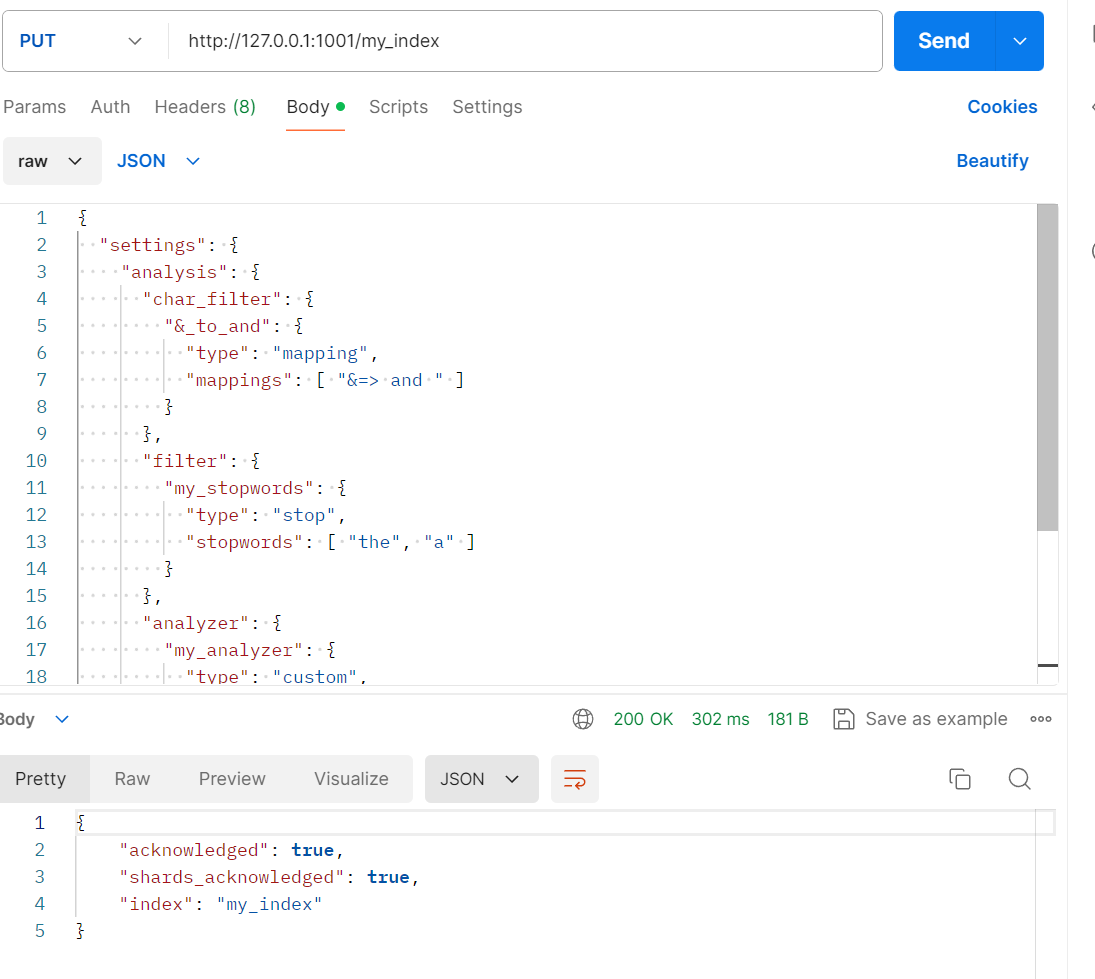 PUT http://127.0.0.1:1001/my_index Send
Params Auth Headers (8) Body Scripts Settings Cookies
raw JSON Beautify
1 {
2 "settings": {
3 "analysis": {
4 "char_filter": {
5 "&_to_and": {
6 "type": "mapping",
7 "mappings": [ "&=> and " ]
8 }
9 },
10 "filter": {
11 "my_stopwords": {
12 "type": "stop",
13 "stopwords": [ "the", "a" ]
14 }
15 },
16 "analyzer": {
17 "my_analyzer": {
18 "type": "custom",
Body 200 OK 302 ms 181 B Save as example
Pretty Raw Preview Visualize JSON
1 {
2 "acknowledged": true,
3 "shards_acknowledged": true,
4 "index": "my_index"
5 }